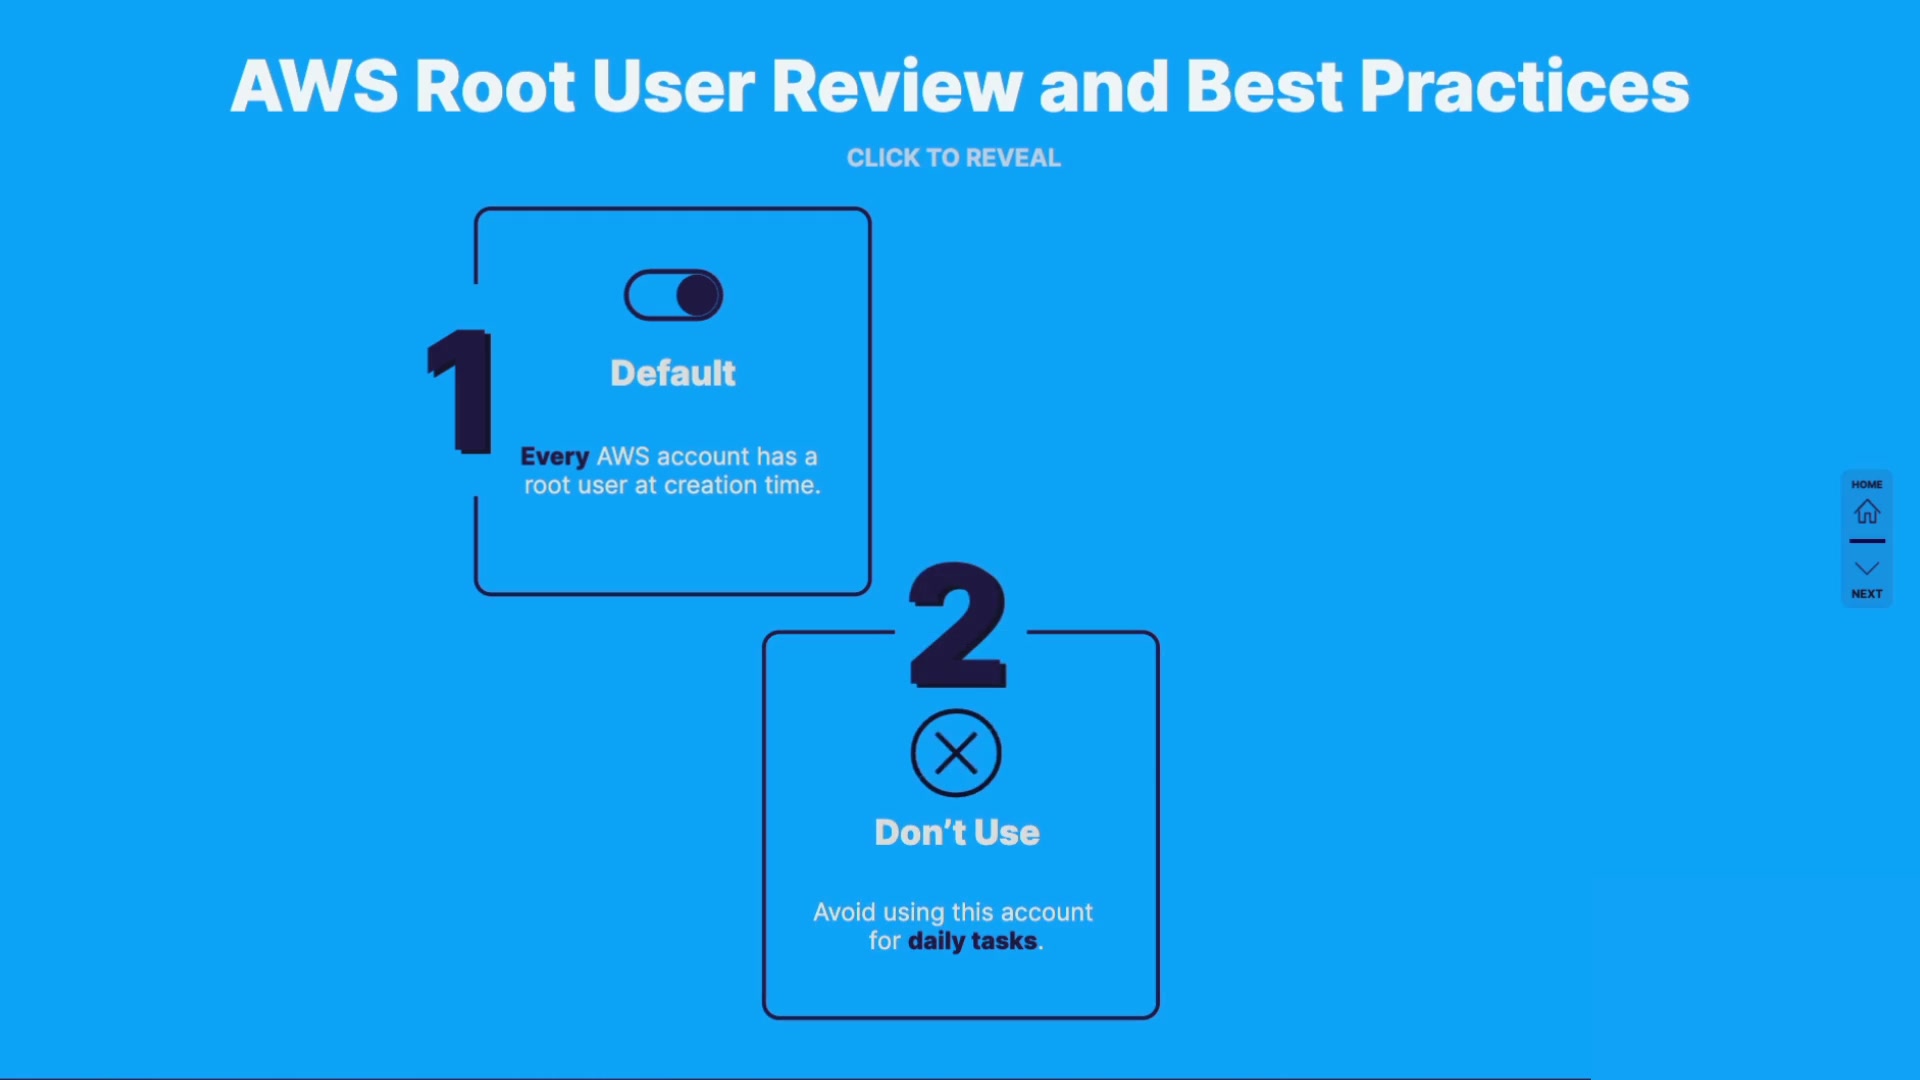 AWS Root User Review and Best Practices
CLICK TO REVEAL
1
Default
Every AWS account has a
root user at creation time.
2
Don’t Use
Avoid using this account
for daily tasks.
HOME
NEXT